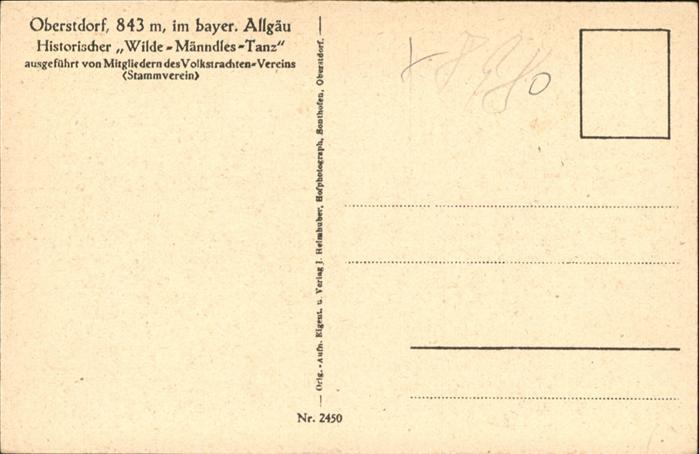 Oberstdorf, 843 m, im bayer. Allgäu
Historischer „Wilde-Männdles-Tanz“
ausgeführt von Mitgliedern des Volkstrachten-Vereins
(Stammverein)
Orig.-Aufn. Eigent. u. Verlag J. Heimhuber, Hofphotograph, Sonthofen, Oberstdorf.
Nr. 2450